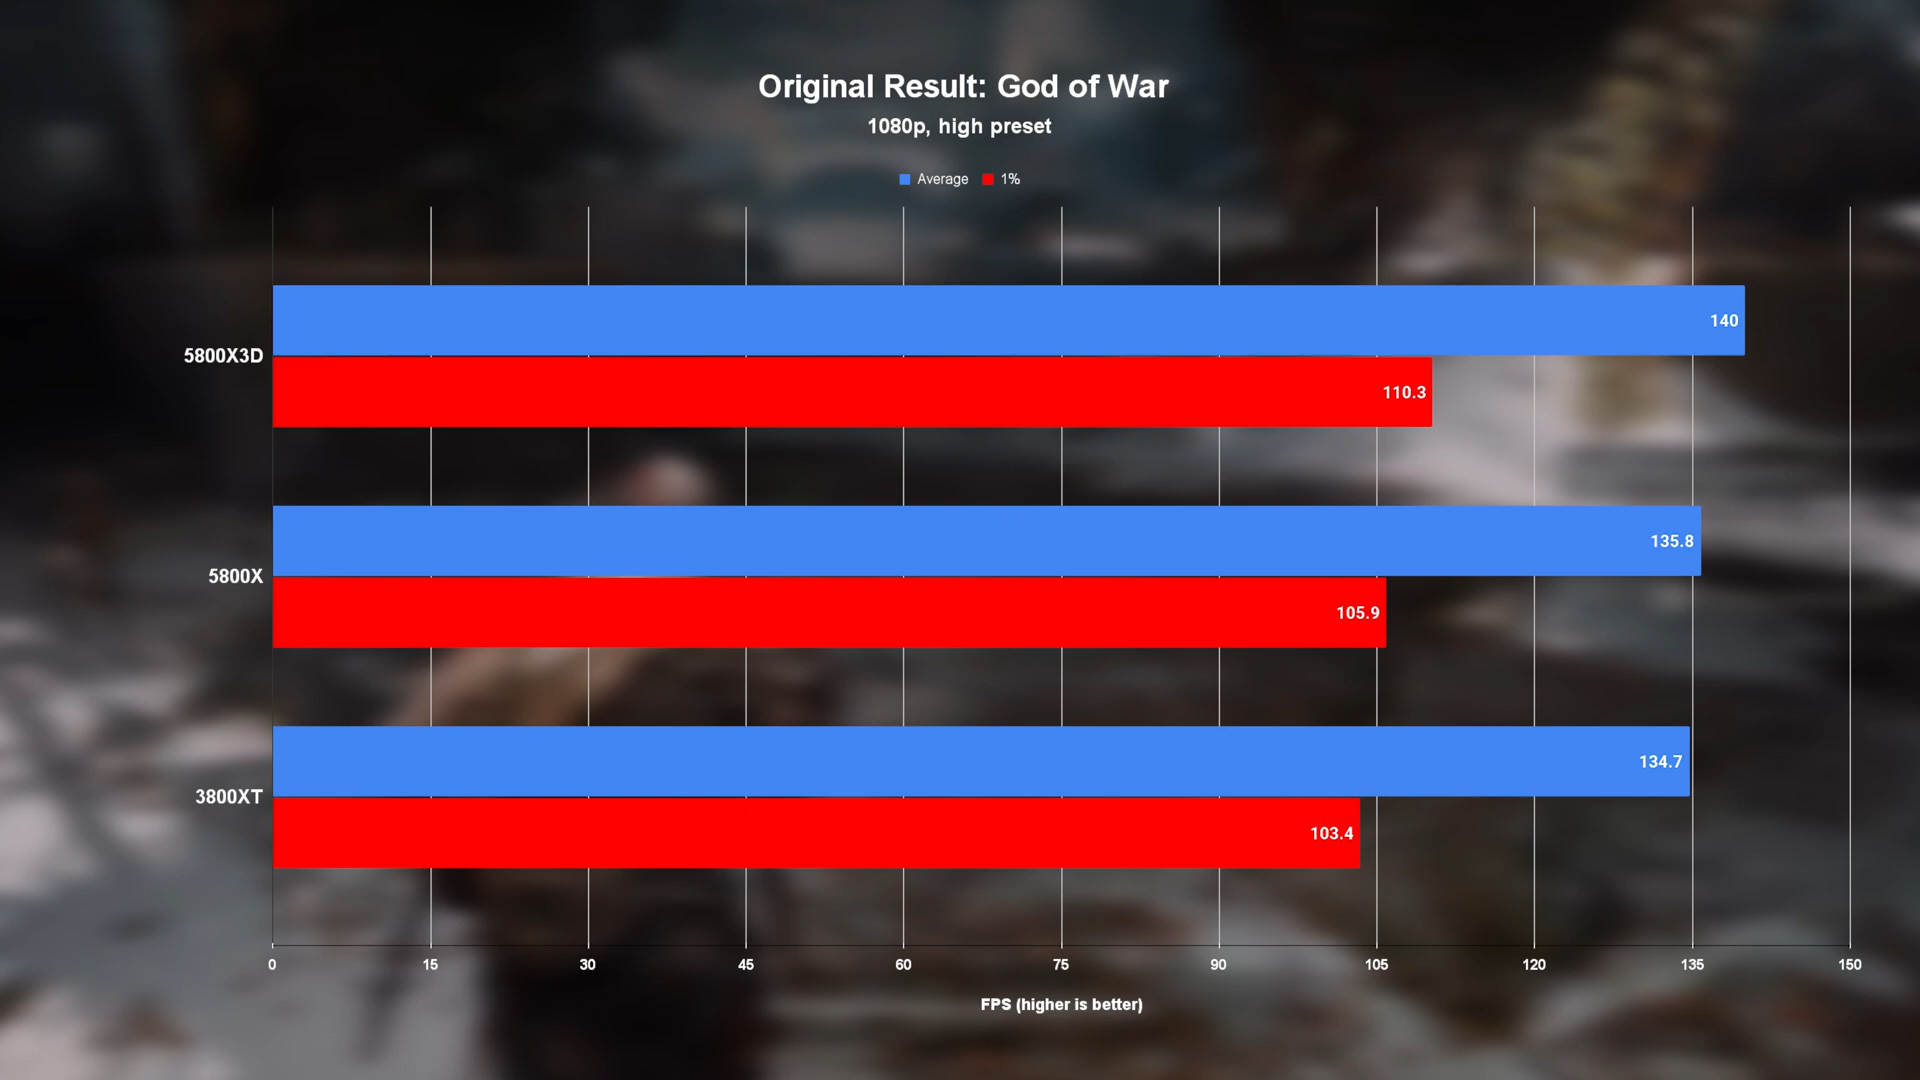 Original Result: God of War
1080p, high preset
Average 1%
5800X3D
140
110.3
5800X
135.8
105.9
3800XT
134.7
103.4
0 15 30 45 60 75 90 105 120 135 150
FPS (higher is better)